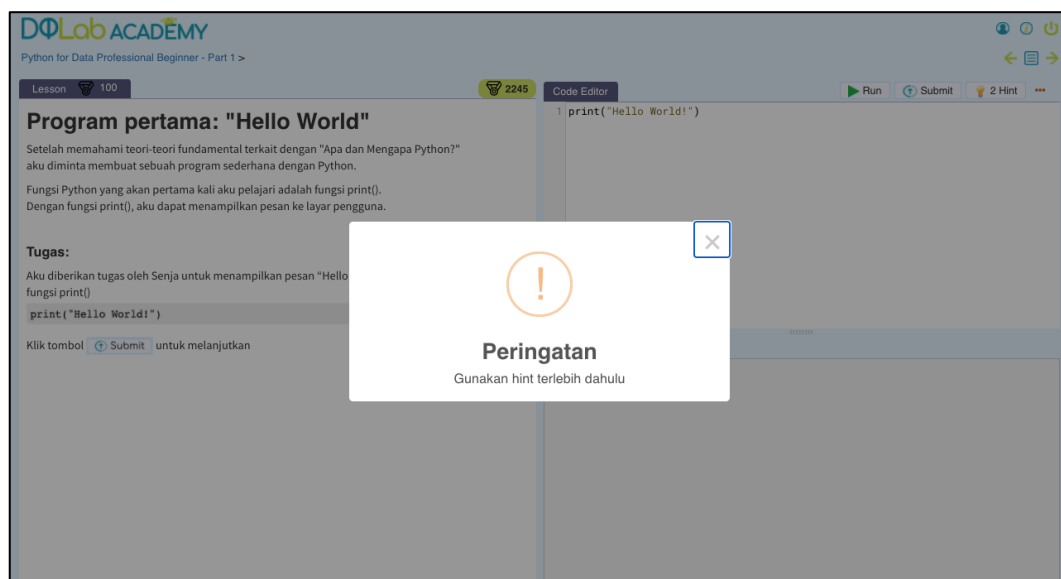 DQLab ACADEMY
Python for Data Professional Beginner - Part 1 >
Lesson 100
2245
Program pertama: "Hello World"
Setelah memahami teori-teori fundamental terkait dengan "Apa dan Mengapa Python?"
aku diminta membuat sebuah program sederhana dengan Python.
Fungsi Python yang akan pertama kali aku pelajari adalah fungsi print().
Dengan fungsi print(), aku dapat menampilkan pesan ke layar pengguna.
Tugas:
Aku diberikan tugas oleh Senja untuk menampilkan pesan “Hello
fungsi print()
print("Hello World!")
Klik tombol Submit untuk melanjutkan
Code Editor
Run Submit 2 Hint
1 print("Hello World!")
Peringatan
Gunakan hint terlebih dahulu